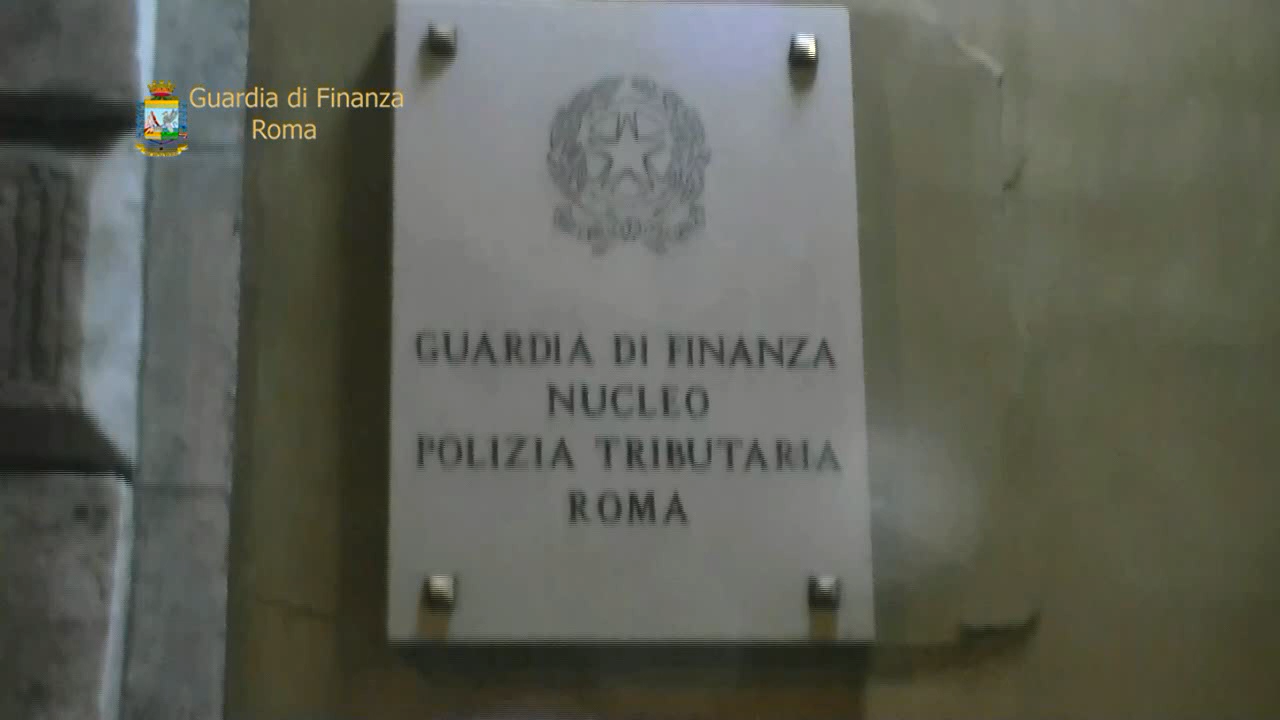 Guardia di Finanza
Roma
GUARDIA DI FINANZA
NUCLEO
POLIZIA TRIBUTARIA
ROMA